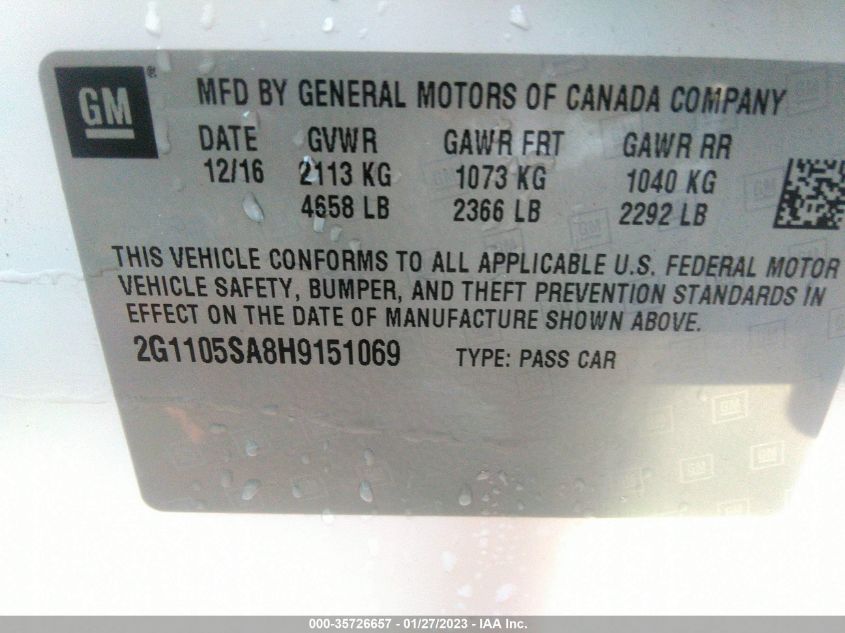 GM ®
MFD BY GENERAL MOTORS OF CANADA COMPANY
DATE GVWR GAWR FRT GAWR RR
12/16 2113 KG 1073 KG 1040 KG
4658 LB 2366 LB 2292 LB
THIS VEHICLE CONFORMS TO ALL APPLICABLE U.S. FEDERAL MOTOR
VEHICLE SAFETY, BUMPER, AND THEFT PREVENTION STANDARDS IN
EFFECT ON THE DATE OF MANUFACTURE SHOWN ABOVE.
2G1105SA8H9151069 TYPE: PASS CAR
000-35726657 - 01/27/2023 - IAA Inc.